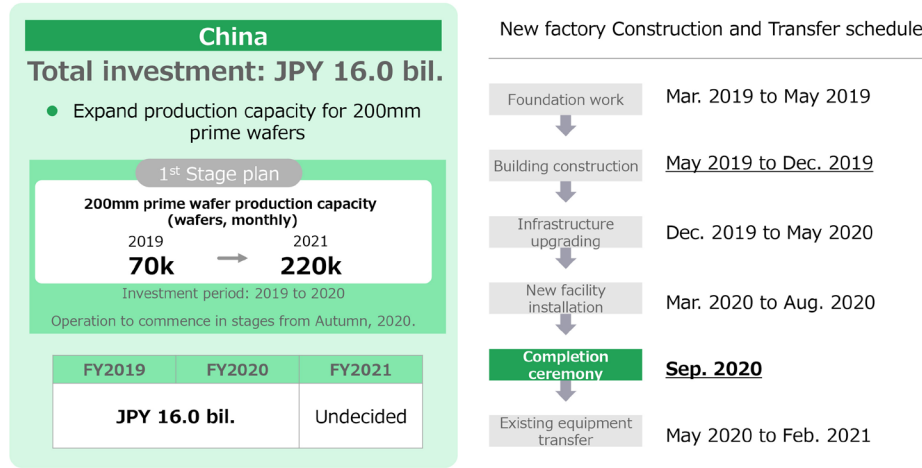 China
Total investment: JPY 16.0 bil.
● Expand production capacity for 200mm
prime wafers
1st Stage plan
200mm prime wafer production capacity
(wafers, monthly)
2019 2021
70k 220k
Investment period: 2019 to 2020
Operation to commence in stages from Autumn, 2020.
FY2019 FY2020 FY2021
JPY 16.0 bil. Undecided
New factory Construction and Transfer schedule
Foundation work Mar. 2019 to May 2019
Building construction May 2019 to Dec. 2019
Infrastructure
upgrading Dec. 2019 to May 2020
New facility
installation Mar. 2020 to Aug. 2020
Completion
ceremony Sep. 2020
Existing equipment
transfer May 2020 to Feb. 2021